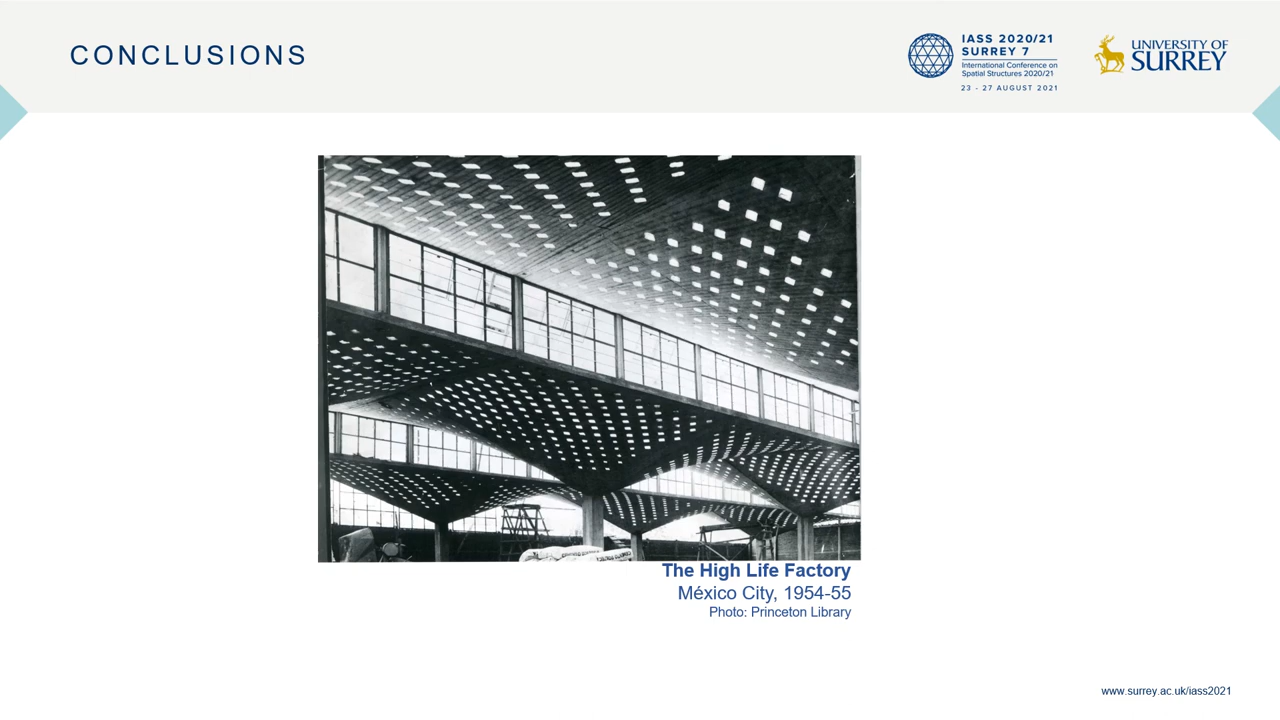 CONCLUSIONS
IASS 2020/21
SURREY 7
International Conference on
Spatial Structures 2020/21
23 - 27 AUGUST 2021
UNIVERSITY OF
SURREY
The High Life Factory
México City, 1954-55
Photo: Princeton Library
www.surrey.ac.uk/iass2021